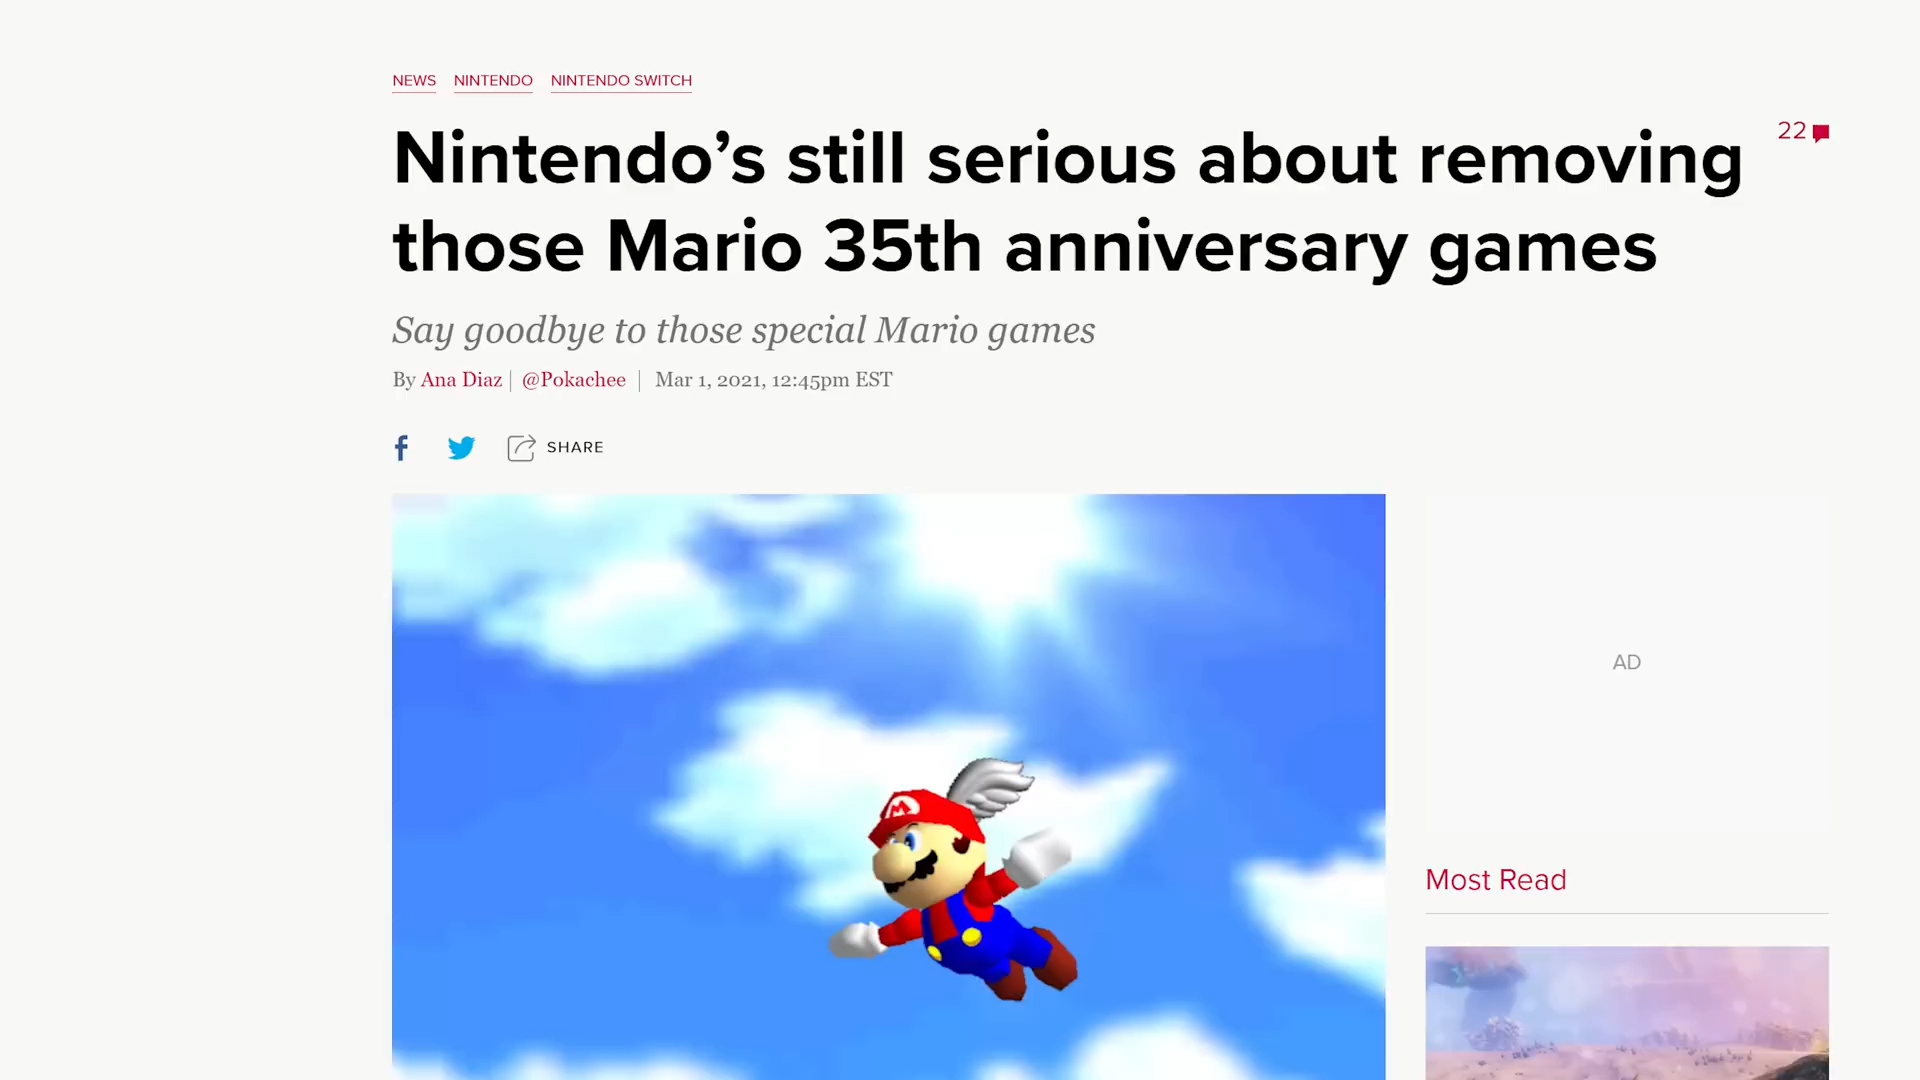 NEWS NINTENDO NINTENDO SWITCH
Nintendo’s still serious about removing
those Mario 35th anniversary games
22
Say goodbye to those special Mario games
By Ana Diaz | @Pokachee | Mar 1, 2021, 12:45pm EST
f SHARE
M
AD
Most Read